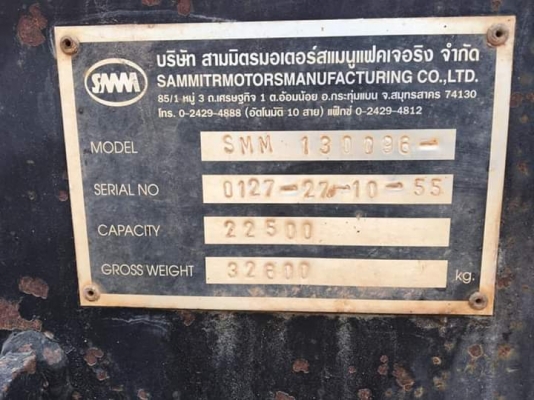 SMM
บริษัท สามมิตรมอเตอร์สแมนูแฟคเจอริง จำกัด
SAMMITRMOTORSMANUFACTURING CO.,LTD.
85/1 หมู่ 3 ถ.เศรษฐกิจ 1 ต.อ้อมน้อย อ.กระทุ่มแบน จ.สมุทรสาคร 74130
โทร. 0-2429-4888 (อัตโนมัติ 10 สาย) แฟ็กซ์ 0-2429-4812
MODEL SMM 130096-
SERIAL NO 0127-27-10-55
CAPACITY 22500
GROSS WEIGHT 32600 kg.